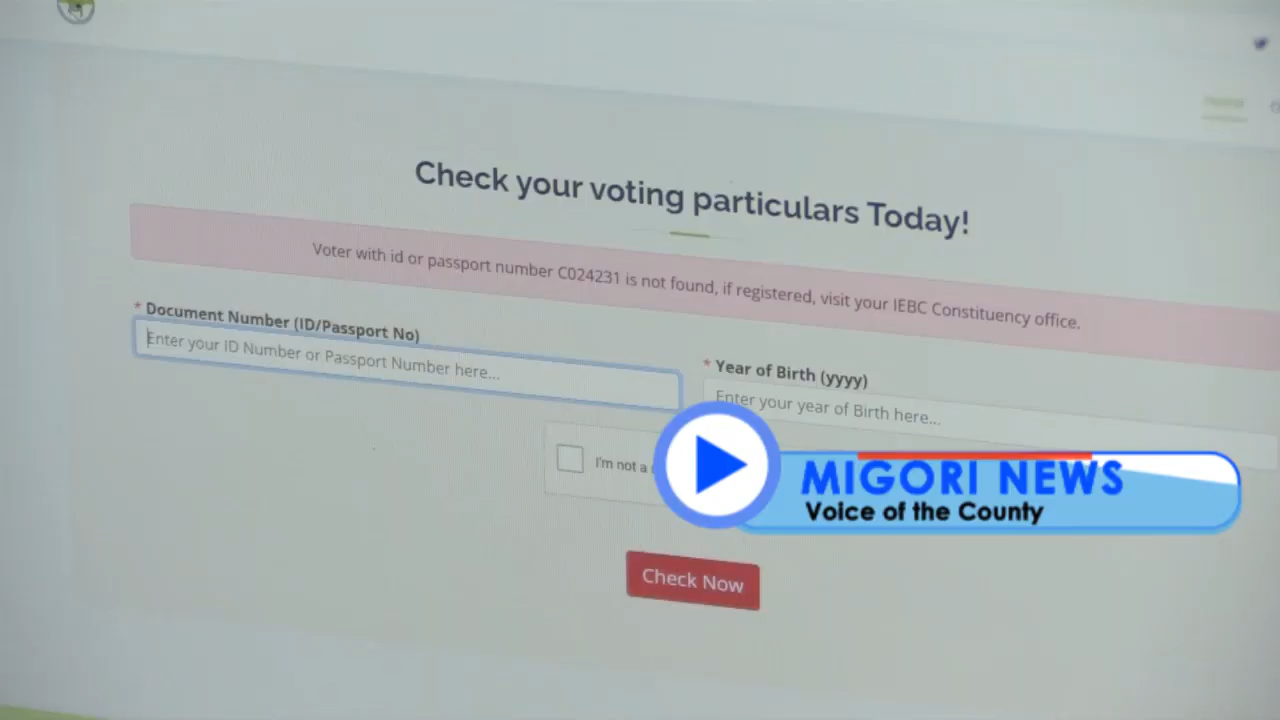 Check your voting particulars Today!
Voter with id or passport number C024231 is not found, if registered, visit your IEBC Constituency office.
* Document Number (ID/Passport No)
Enter your ID Number or Passport Number here...
* Year of Birth (yyyy)
Enter your year of Birth here...
I'm not a
MIGORI NEWS
Voice of the County
Check Now